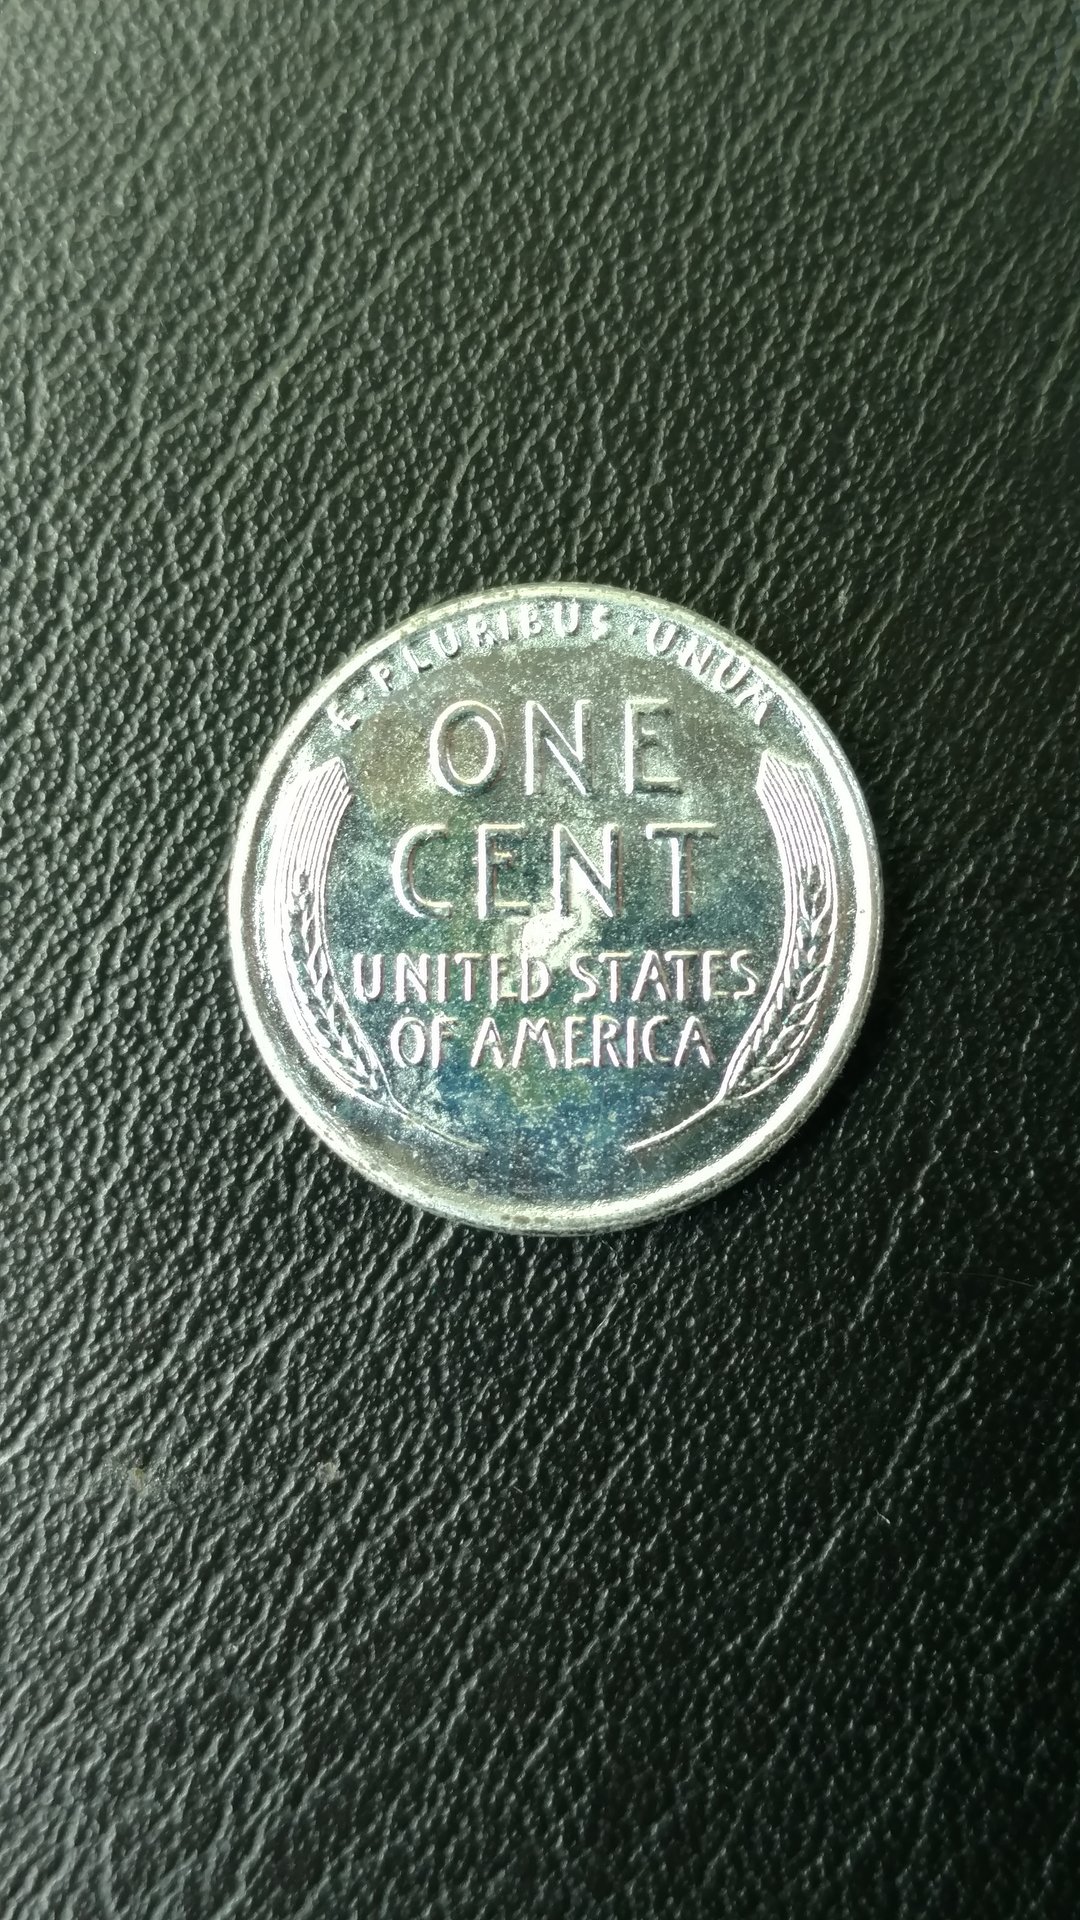 E·PLURIBUS·UNUM
ONE
CENT
UNITED STATES
OF AMERICA